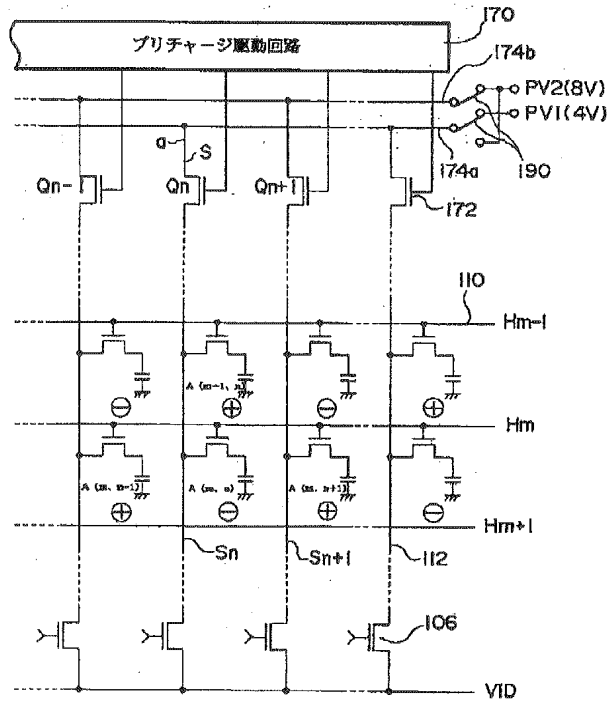 170
プリチャージ駆動回路
174b
PV2(8V)
PV1(4V)
a
S
174a
190
Qn-1
Qn
Qn+1
172
110
Hm-1
A (m-1, n)
⊖
⊕
⊖
⊕
Hm
A (m, n-1)
A (m, n)
A (m, n+1)
⊕
⊖
⊕
⊖
Hm+1
Sn
Sn+1
112
106
VID